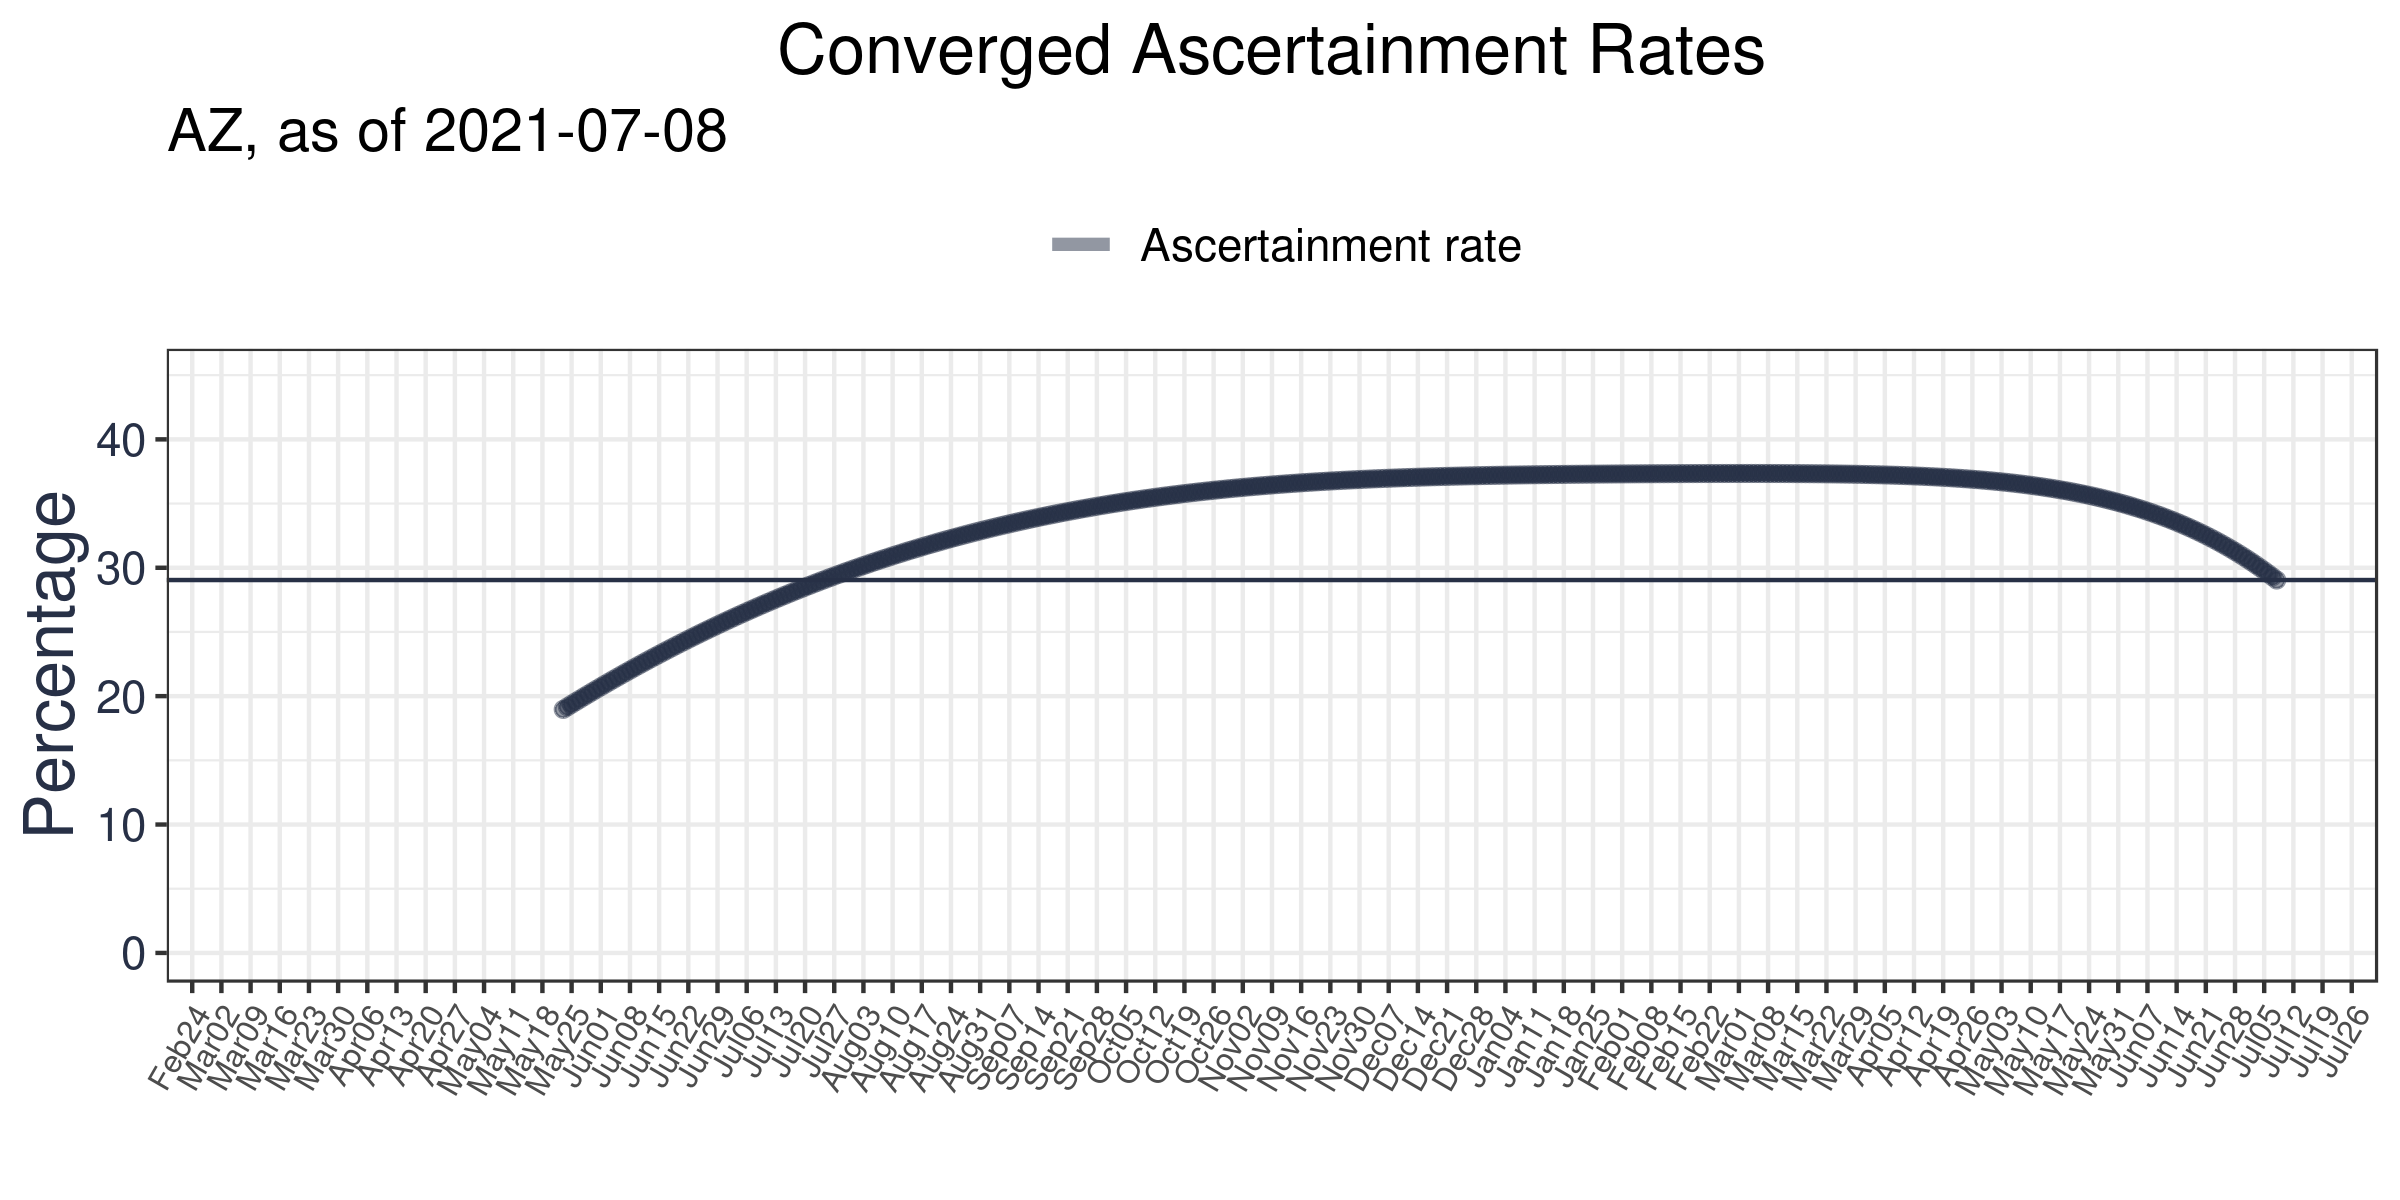 Converged Ascertainment Rates
AZ, as of 2021-07-08
Ascertainment rate
Percentage
40
30
20
10
0
Feb24
Mar02
Mar09
Mar16
Mar23
Mar30
Apr06
Apr13
Apr20
Apr27
May04
May11
May18
May25
Jun01
Jun08
Jun15
Jun22
Jun29
Jul06
Jul13
Jul20
Jul27
Aug03
Aug10
Aug17
Aug24
Aug31
Sep07
Sep14
Sep21
Sep28
Oct05
Oct12
Oct19
Oct26
Nov02
Nov09
Nov16
Nov23
Nov30
Dec07
Dec14
Dec21
Dec28
Jan04
Jan11
Jan18
Jan25
Feb01
Feb08
Feb15
Feb22
Mar01
Mar08
Mar15
Mar22
Mar29
Apr05
Apr12
Apr19
Apr26
May03
May10
May17
May24
May31
Jun07
Jun14
Jun21
Jun28
Jul05
Jul12
Jul19
Jul26